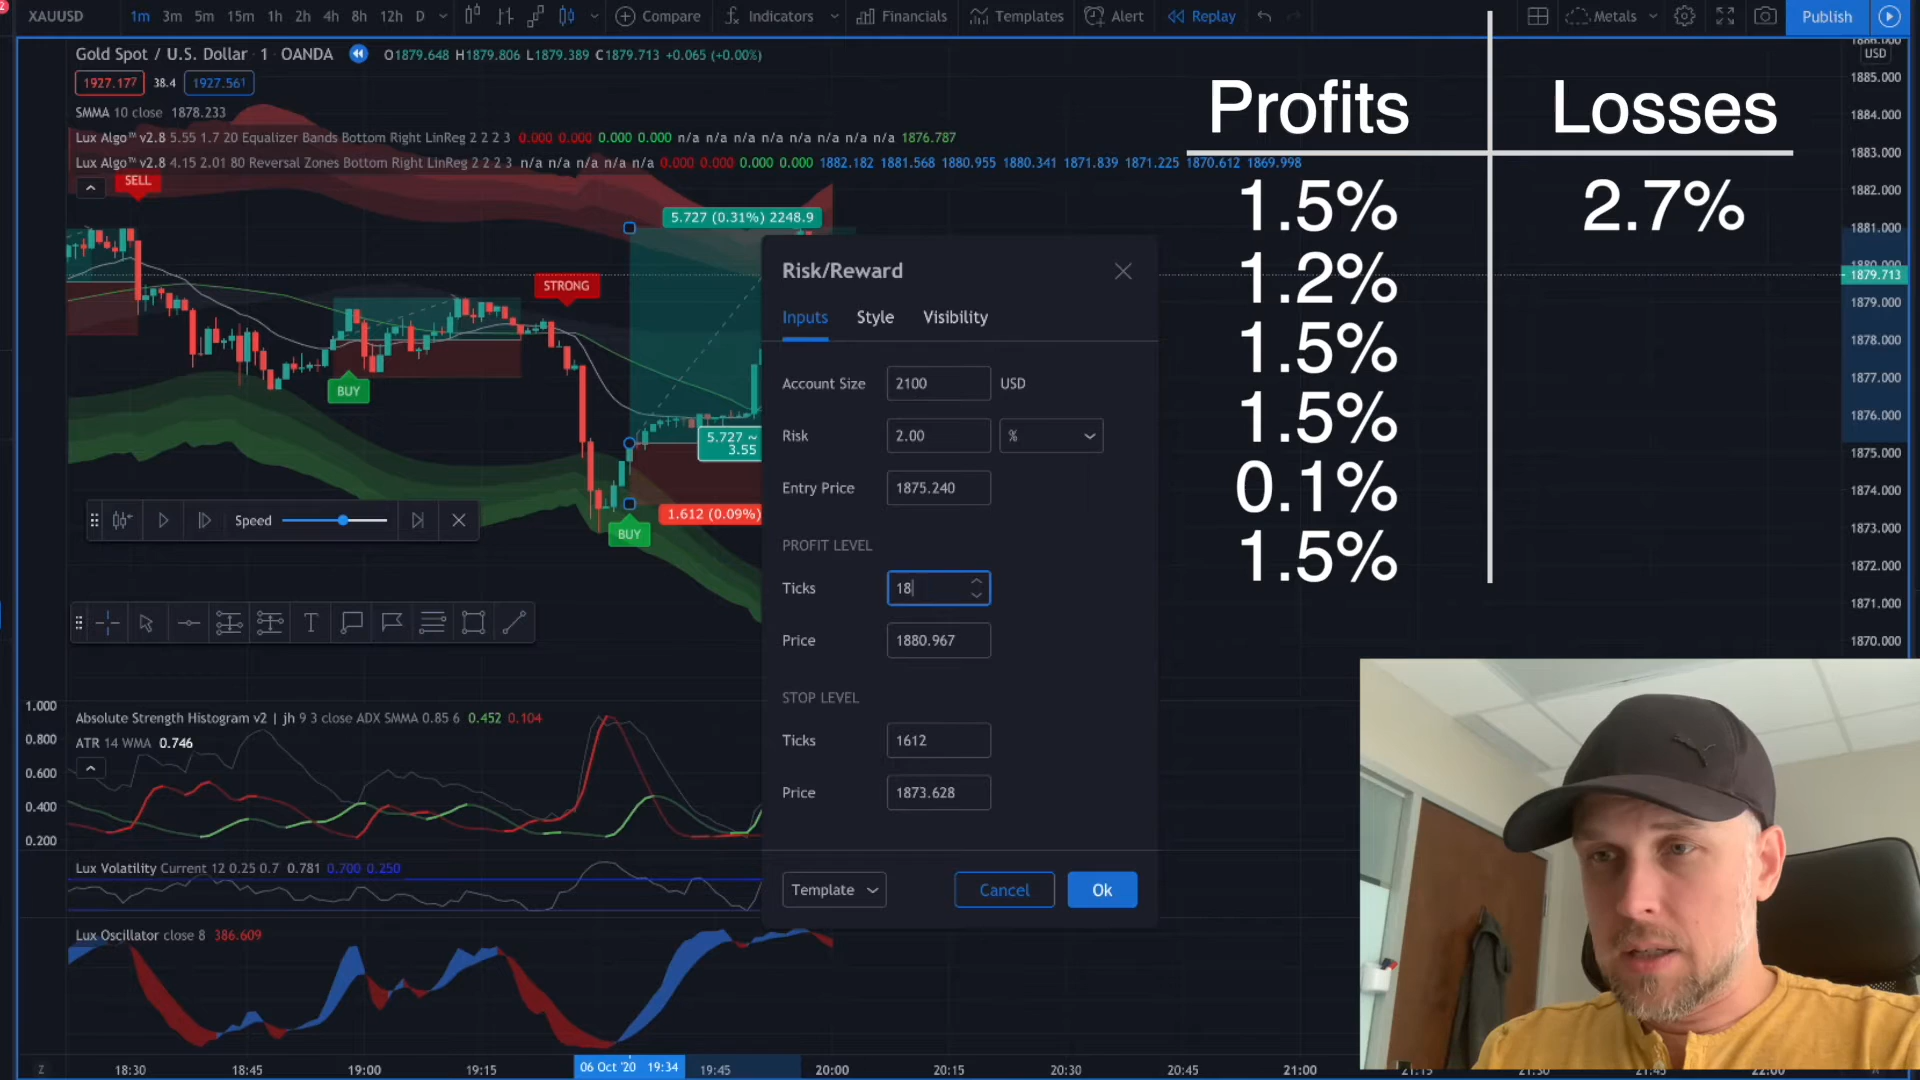 XAUUSD 1m 3m 5m 15m 1h 2h 4h 8h 12h D Compare Indicators Financials Templates Alert Replay Metals Publish
Gold Spot / U.S. Dollar · 1 · OANDA O1879.648 H1879.806 L1879.389 C1879.713 +0.065 (+0.00%)
1927.177 38.4 1927.561
SMMA 10 close 1878.233
Lux Algo™ v2.8 5.55 1.7 20 Equalizer Bands Bottom Right LinReg 2 2 2 3 0.000 0.000 0.000 0.000 n/a n/a n/a n/a n/a n/a n/a n/a n/a 1876.787
Lux Algo™ v2.8 4.15 2.01 80 Reversal Zones Bottom Right LinReg 2 2 2 3 n/a n/a n/a n/a n/a n/a 0.000 0.000 0.000 0.000 1882.182 1881.568 1880.955 1880.341 1871.839 1871.225 1870.612 1869.998
SELL
STRONG
BUY
BUY
5.727 (0.31%) 2248.9
5.727 ~
3.55
1.612 (0.09%)
Speed
Risk/Reward
Inputs Style Visibility
Account Size 2100 USD
Risk 2.00 %
Entry Price 1875.240
PROFIT LEVEL
Ticks 18
Price 1880.967
STOP LEVEL
Ticks 1612
Price 1873.628
Template Cancel Ok
Profits Losses
1.5% 2.7%
1.2%
1.5%
1.5%
0.1%
1.5%
USD
1885.000
1884.000
1883.000
1882.000
1881.000
1879.713
1879.000
1878.000
1877.000
1876.000
1875.000
1874.000
1873.000
1872.000
1871.000
1870.000
Absolute Strength Histogram v2 | jh 9 3 close ADX SMMA 0.85 6 0.452 0.104
ATR 14 WMA 0.746
1.000
0.800
0.600
0.400
0.200
Lux Volatility Current 12 0.25 0.7 0.781 0.700 0.250
Lux Oscillator close 8 386.609
18:30 18:45 19:00 19:15 06 Oct '20 19:34 19:45 20:00 20:15 20:30 20:45 21:00